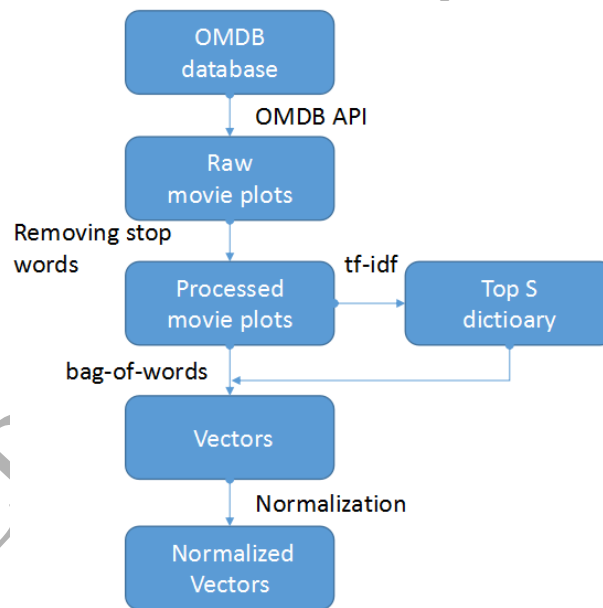 OMDB
database
OMDB API
Raw
movie plots
Removing stop
words
tf-idf
Processed
movie plots
Top S
dictioary
bag-of-words
Vectors
Normalization
Normalized
Vectors